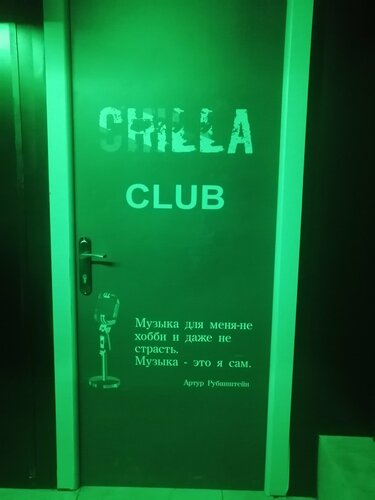 CHILLA
CLUB
Музыка для меня-не
хобби и даже не
страсть.
Музыка - это я сам.
Артур Рубинштейн